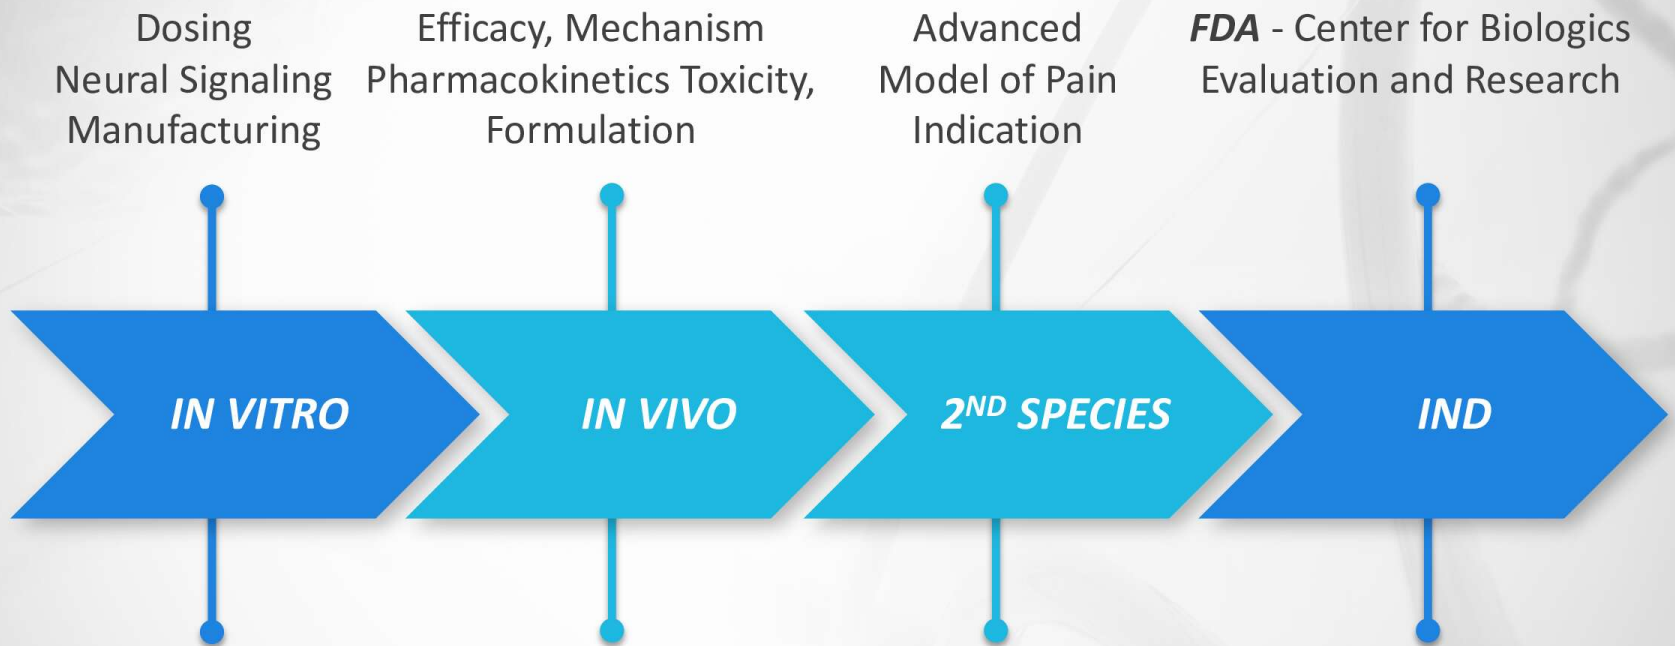 Dosing
Neural Signaling
Manufacturing
Efficacy, Mechanism
Pharmacokinetics Toxicity,
Formulation
Advanced
Model of Pain
Indication
FDA - Center for Biologics
Evaluation and Research
IN VITRO
IN VIVO
2ND SPECIES
IND